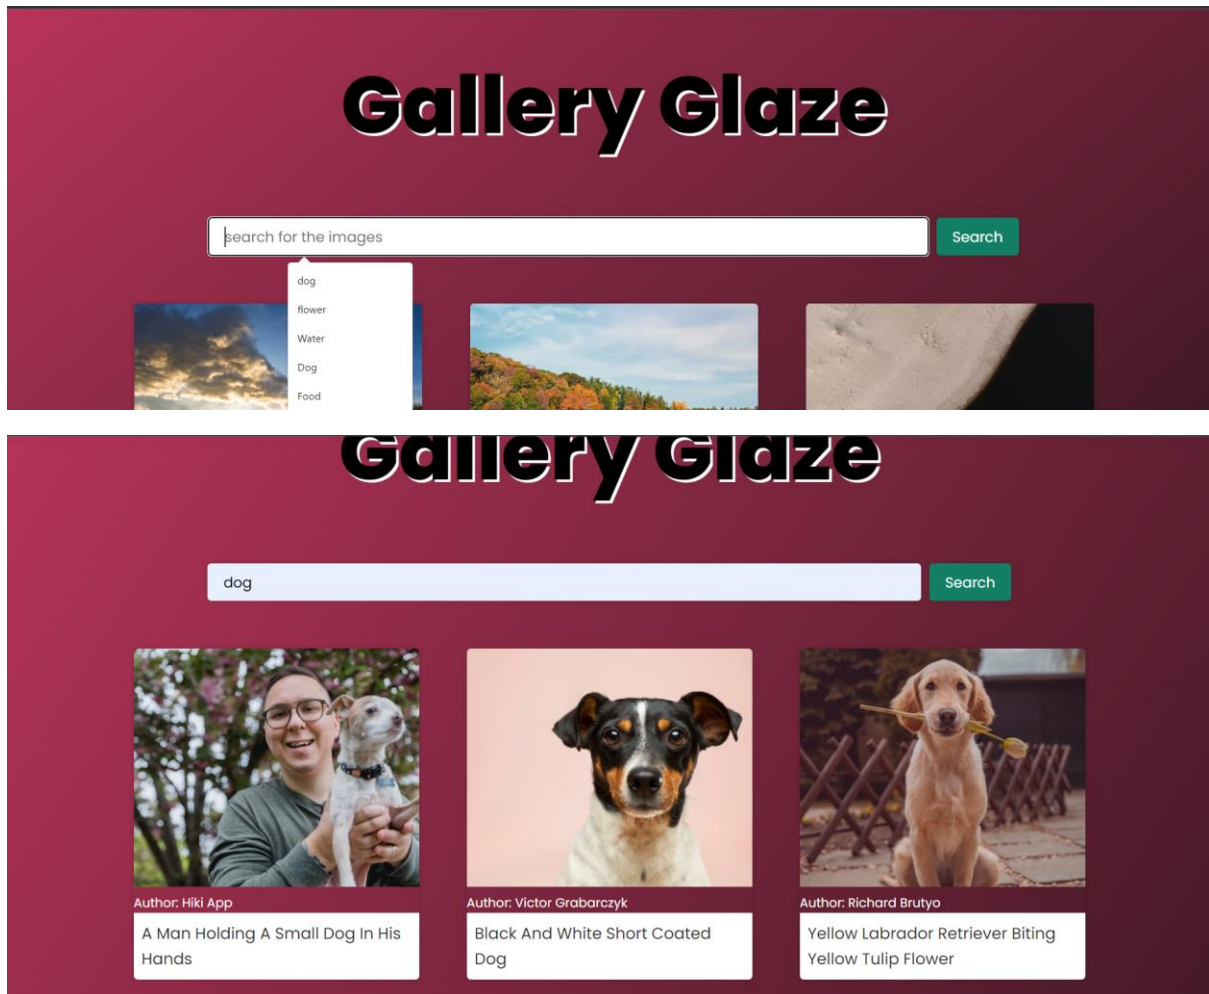 Gallery Glaze
search for the images
Search
dog
flower
Water
Dog
Food
Gallery Glaze
dog
Search
Author: Hiki App
Author: Victor Grabarczyk
Author: Richard Brutyo
A Man Holding A Small Dog In His
Hands
Black And White Short Coated
Dog
Yellow Labrador Retriever Biting
Yellow Tulip Flower